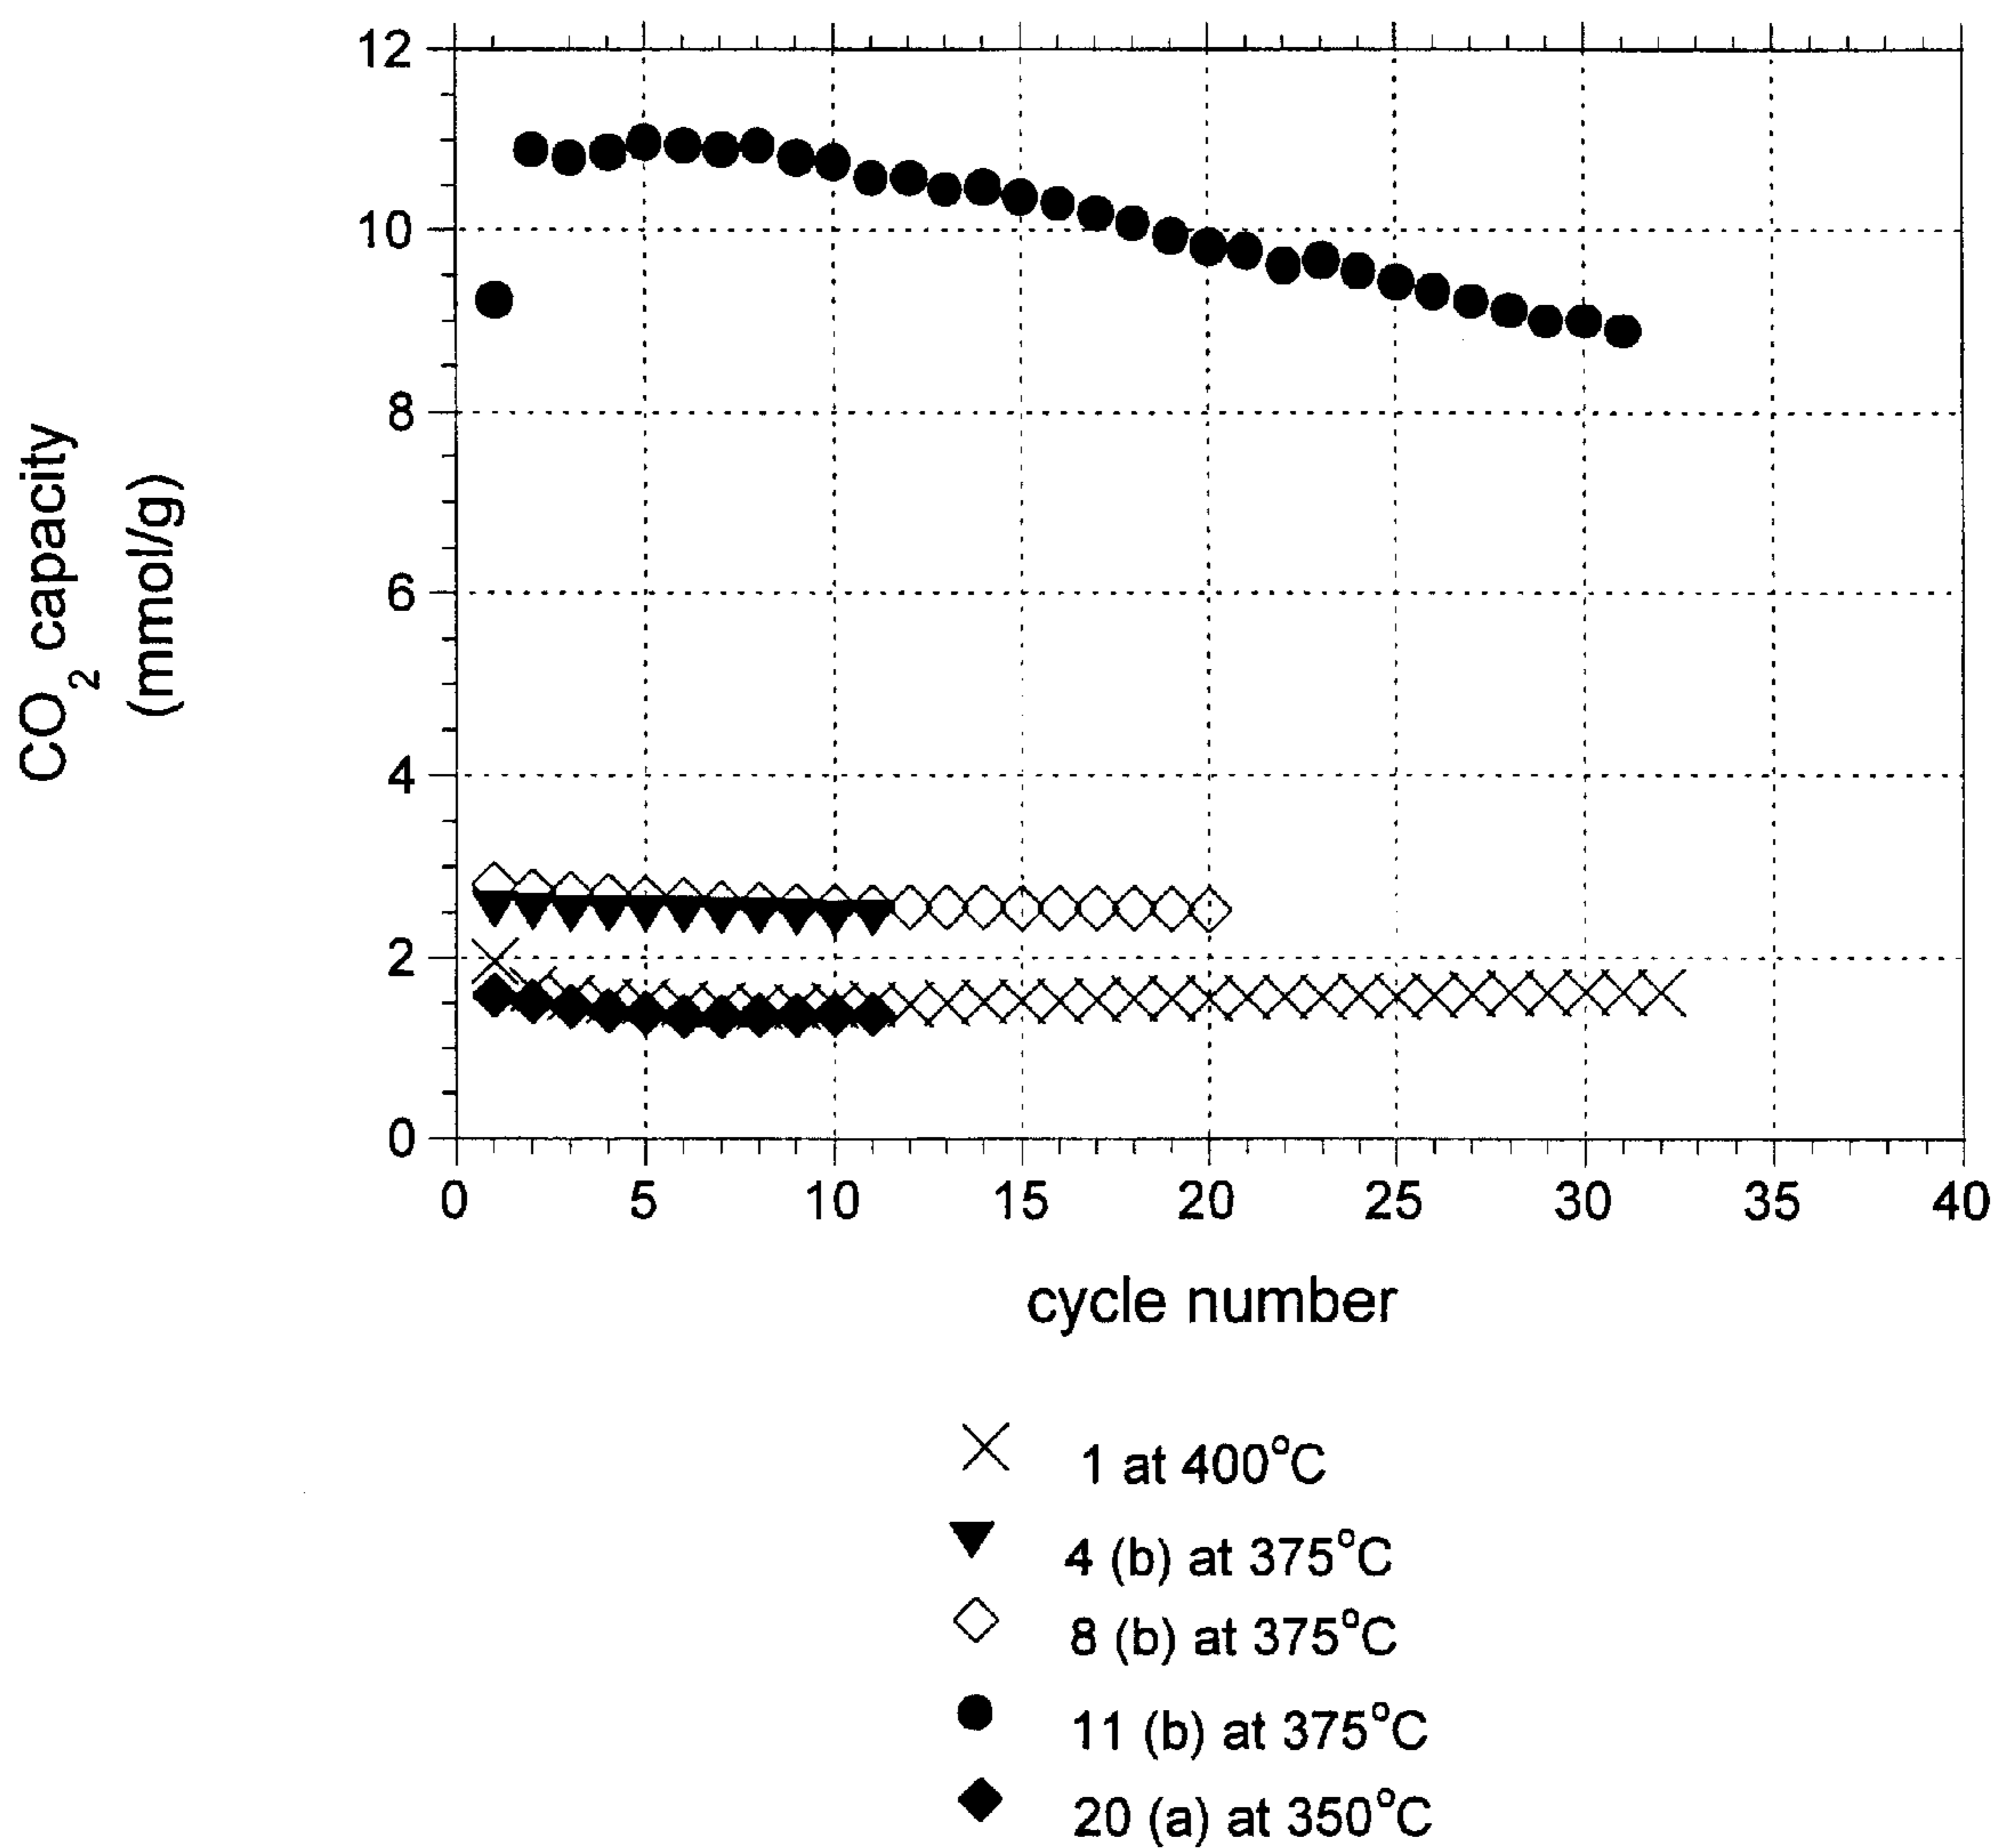 12
10
8
6
4
2
0
CO2 capacity
(mmol/g)
0 5 10 15 20 25 30 35 40
cycle number
1 at 400°C
4 (b) at 375°C
8 (b) at 375°C
11 (b) at 375°C
20 (a) at 350°C